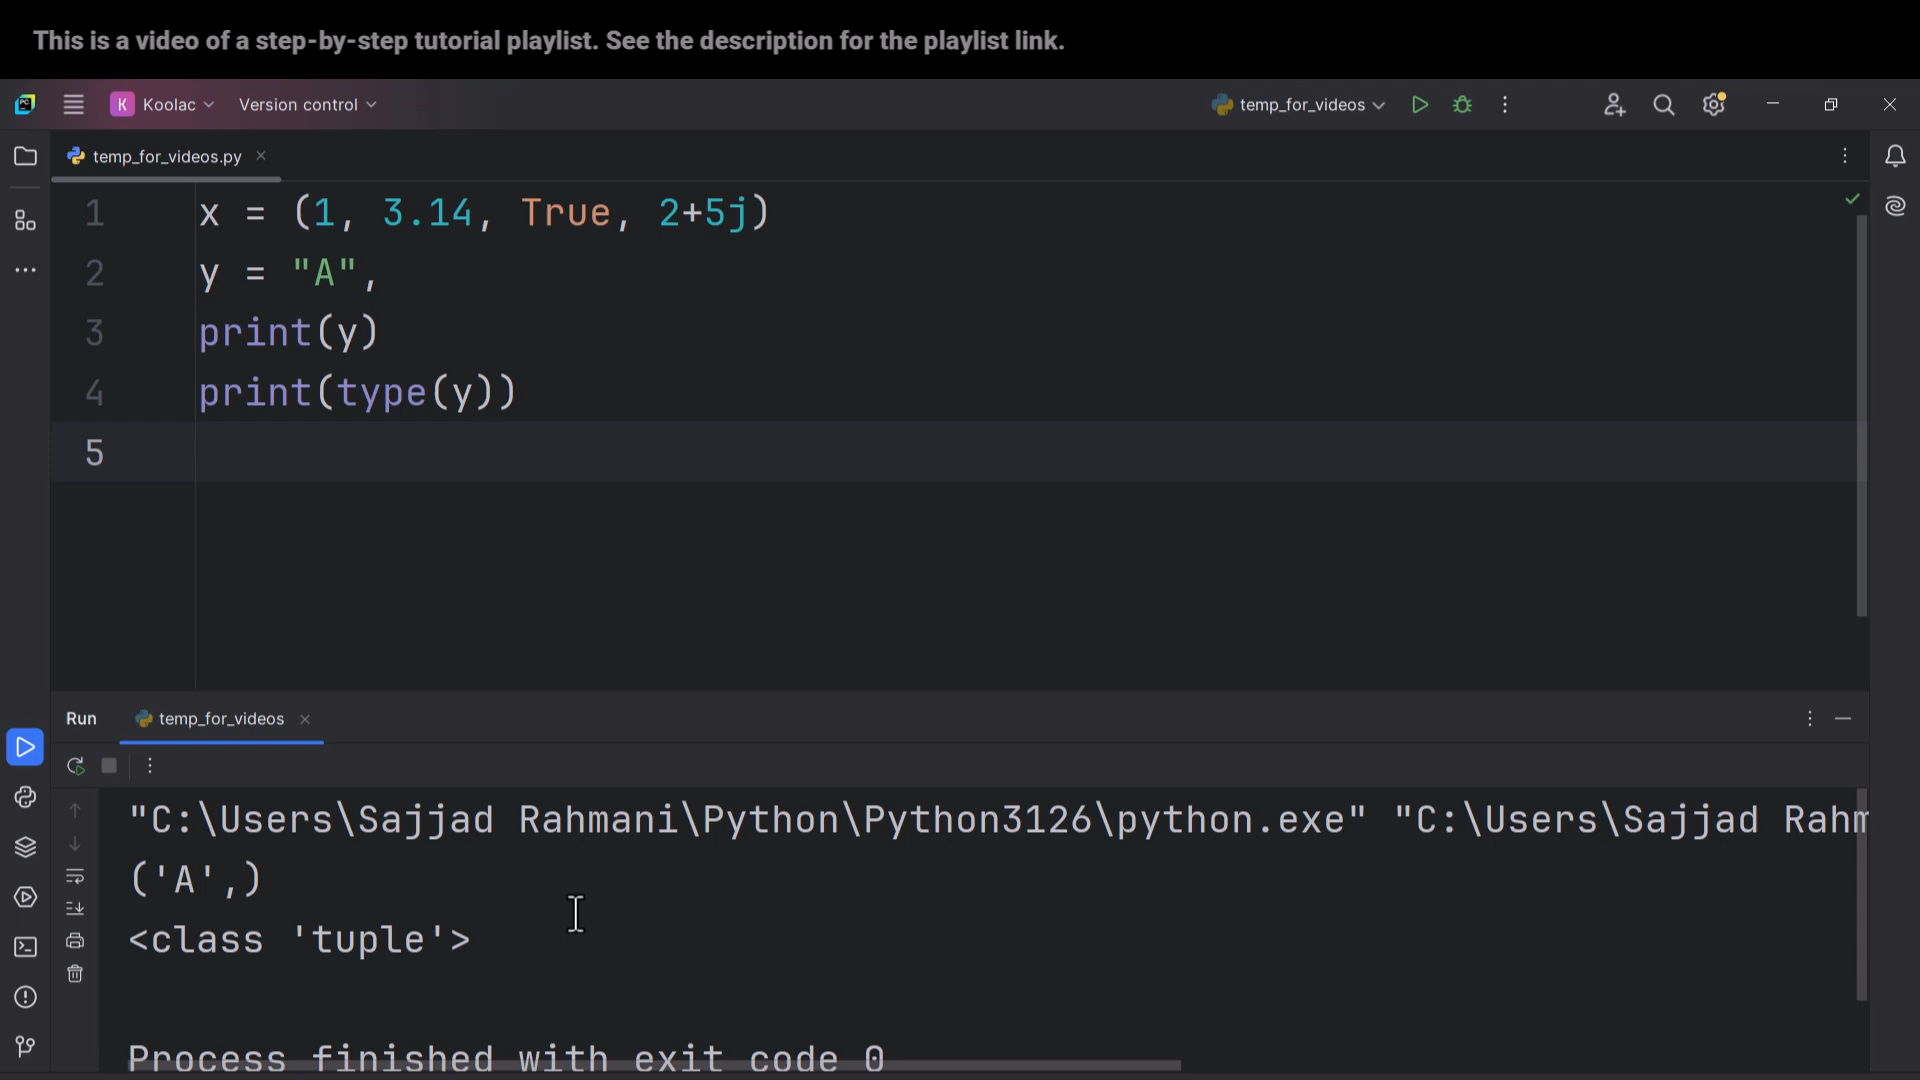 This is a video of a step-by-step tutorial playlist. See the description for the playlist link.
K Koolac Version control temp_for_videos
temp_for_videos.py
1 x = (1, 3.14, True, 2+5j)
2 y = "A",
3 print(y)
4 print(type(y))
5
Run temp_for_videos
"C:\Users\Sajjad Rahmani\Python\Python3126\python.exe" "C:\Users\Sajjad Rahm
('A',)
<class 'tuple'>
Process finished with exit code 0